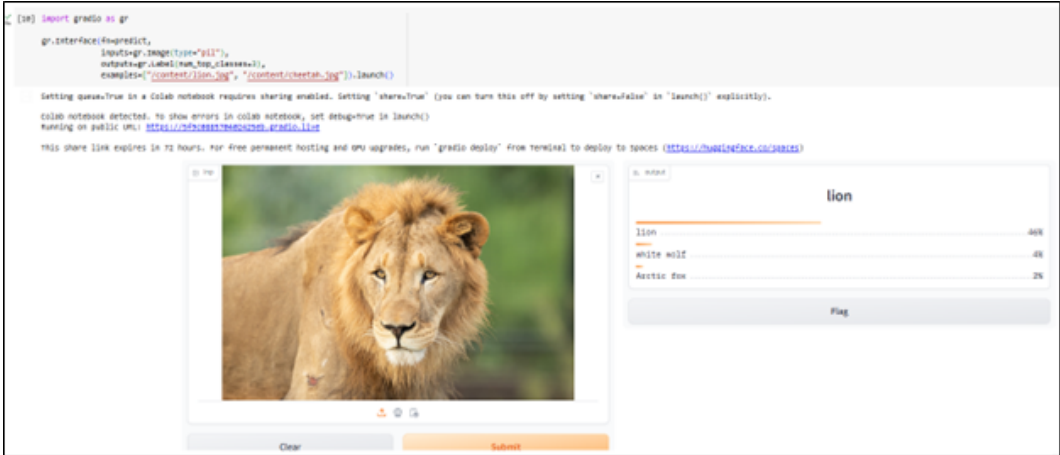 [10] import gradio as gr
gr.Interface(fn=predict,
inputs=gr.Image(type="pil"),
outputs=gr.Label(num_top_classes=3),
examples=["/content/lion.jpg", "/content/cheetah.jpg"]).launch()
Setting queue=True in a Colab notebook requires sharing enabled. Setting `share=True` (you can turn this off by setting `share=False` in `launch()` explicitly).
Colab notebook detected. To show errors in colab notebook, set debug=True in launch()
Running on public URL:
This share link expires in 72 hours. For free permanent hosting and GPU upgrades, run `gradio deploy` from Terminal to deploy to Spaces (https://huggingface.co/spaces)
inp
output
lion
lion 46%
white wolf 4%
Arctic fox 2%
Flag
Clear
Submit